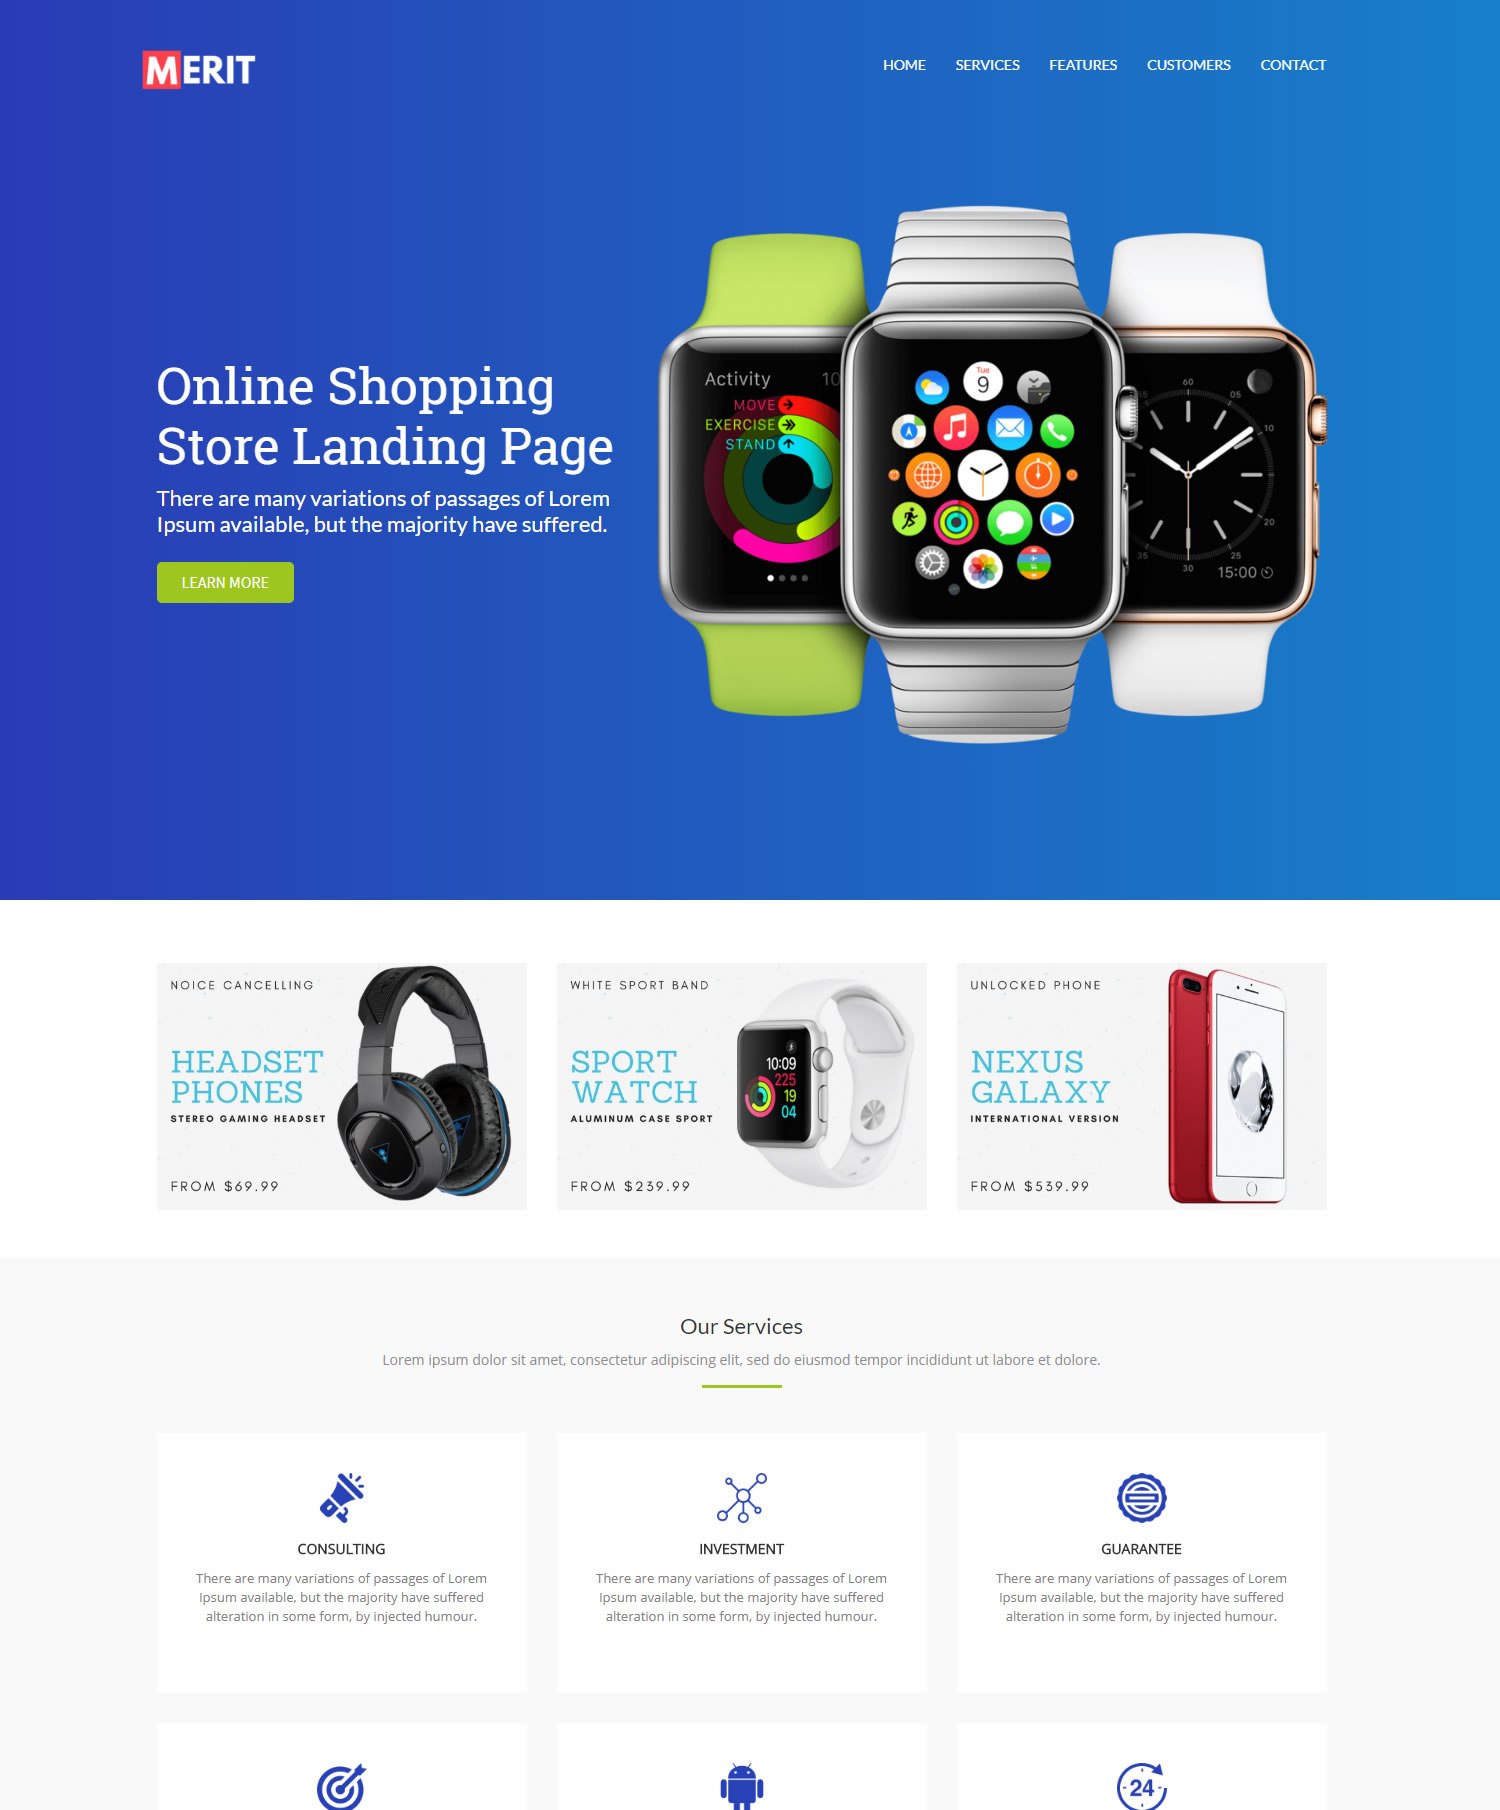 MERIT
HOME SERVICES FEATURES CUSTOMERS CONTACT
Online Shopping
Store Landing Page
There are many variations of passages of Lorem
Ipsum available, but the majority have suffered.
LEARN MORE
Activity 10
MOVE
EXERCISE
STAND
Tue
9
60
05
10
20
25
30
35
15:00
NOICE CANCELLING
HEADSET
PHONES
STEREO GAMING HEADSET
FROM $69.99
WHITE SPORT BAND
SPORT
WATCH
ALUMINUM CASE SPORT
FROM $239.99
10:09
225
19
04
UNLOCKED PHONE
NEXUS
GALAXY
INTERNATIONAL VERSION
FROM $539.99
Our Services
Lorem ipsum dolor sit amet, consectetur adipiscing elit, sed do eiusmod tempor incididunt ut labore et dolore.
CONSULTING
There are many variations of passages of Lorem
Ipsum available, but the majority have suffered
alteration in some form, by injected humour.
INVESTMENT
There are many variations of passages of Lorem
Ipsum available, but the majority have suffered
alteration in some form, by injected humour.
GUARANTEE
There are many variations of passages of Lorem
Ipsum available, but the majority have suffered
alteration in some form, by injected humour.
24